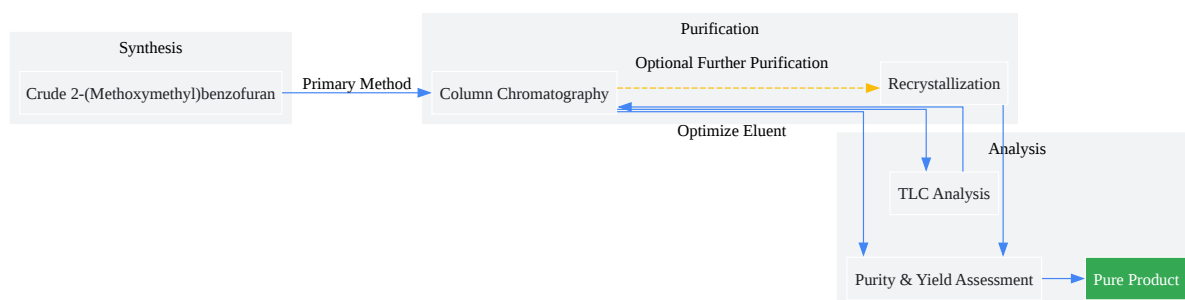 Synthesis
Crude 2-(Methoxymethyl)benzofuran
Primary Method
Purification
Column Chromatography
Optional Further Purification
Recrystallization
Optimize Eluent
Analysis
TLC Analysis
Purity & Yield Assessment
Pure Product